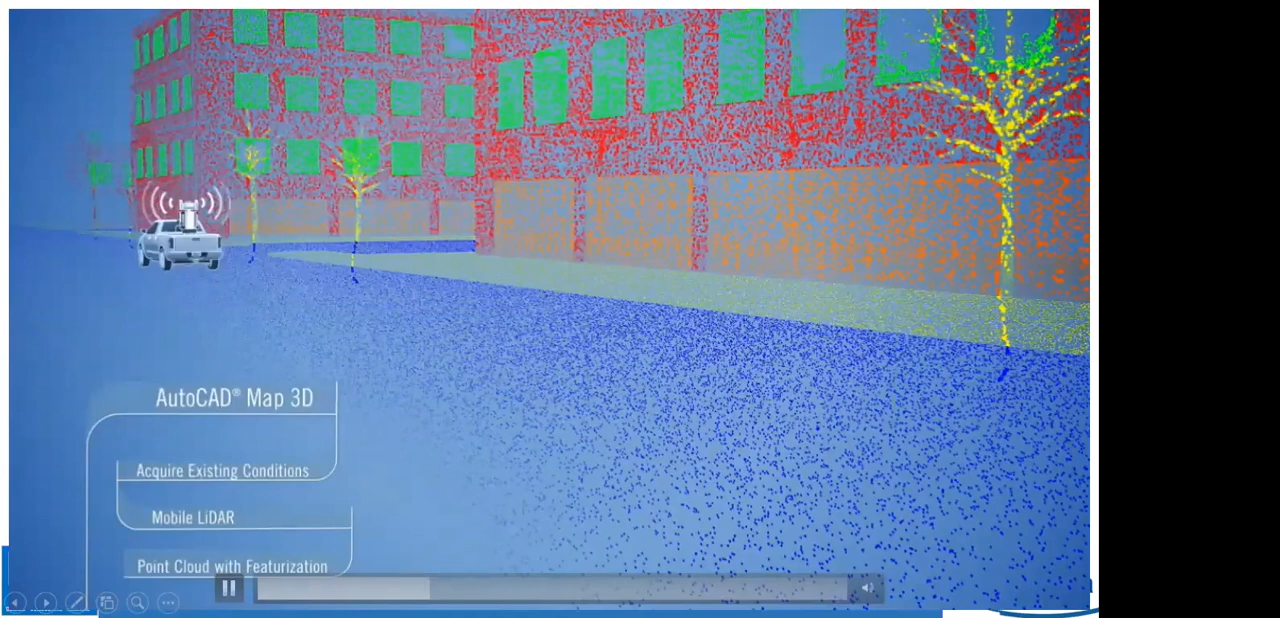 AutoCAD® Map 3D
Acquire Existing Conditions
Mobile LiDAR
Point Cloud with Featurization